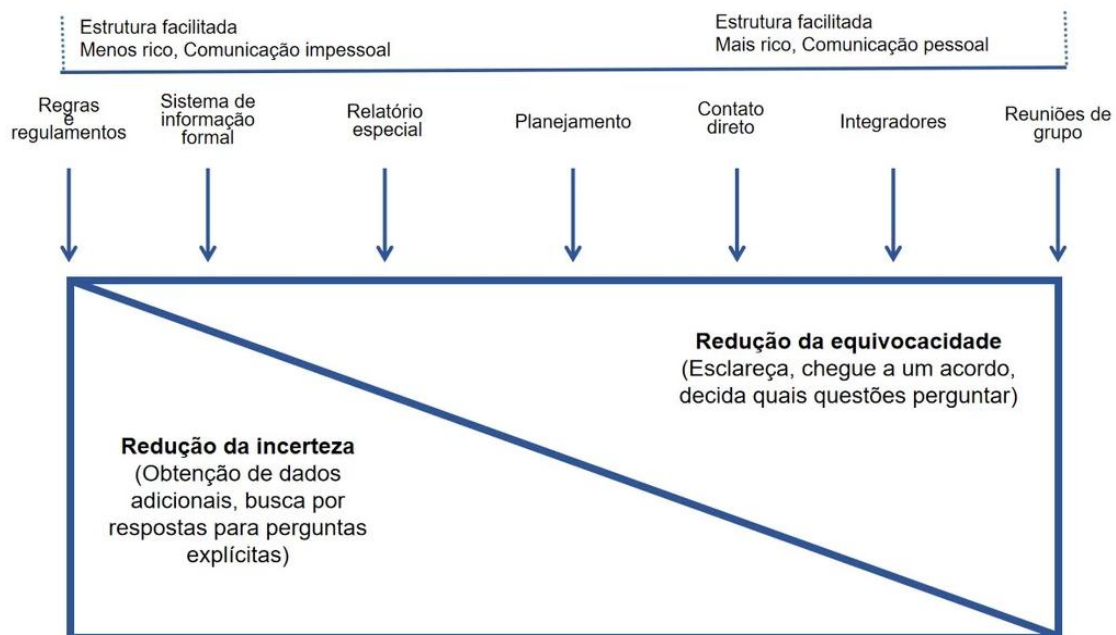 Estrutura facilitada
Menos rico, Comunicação impessoal
Estrutura facilitada
Mais rico, Comunicação pessoal
Regras
e
regulamentos
Sistema de
informação
formal
Relatório
especial
Planejamento
Contato
direto
Integradores
Reuniões de
grupo
Redução da equivocacidade
(Esclareça, chegue a um acordo,
decida quais questões perguntar)
Redução da incerteza
(Obtenção de dados
adicionais, busca por
respostas para perguntas
explícitas)